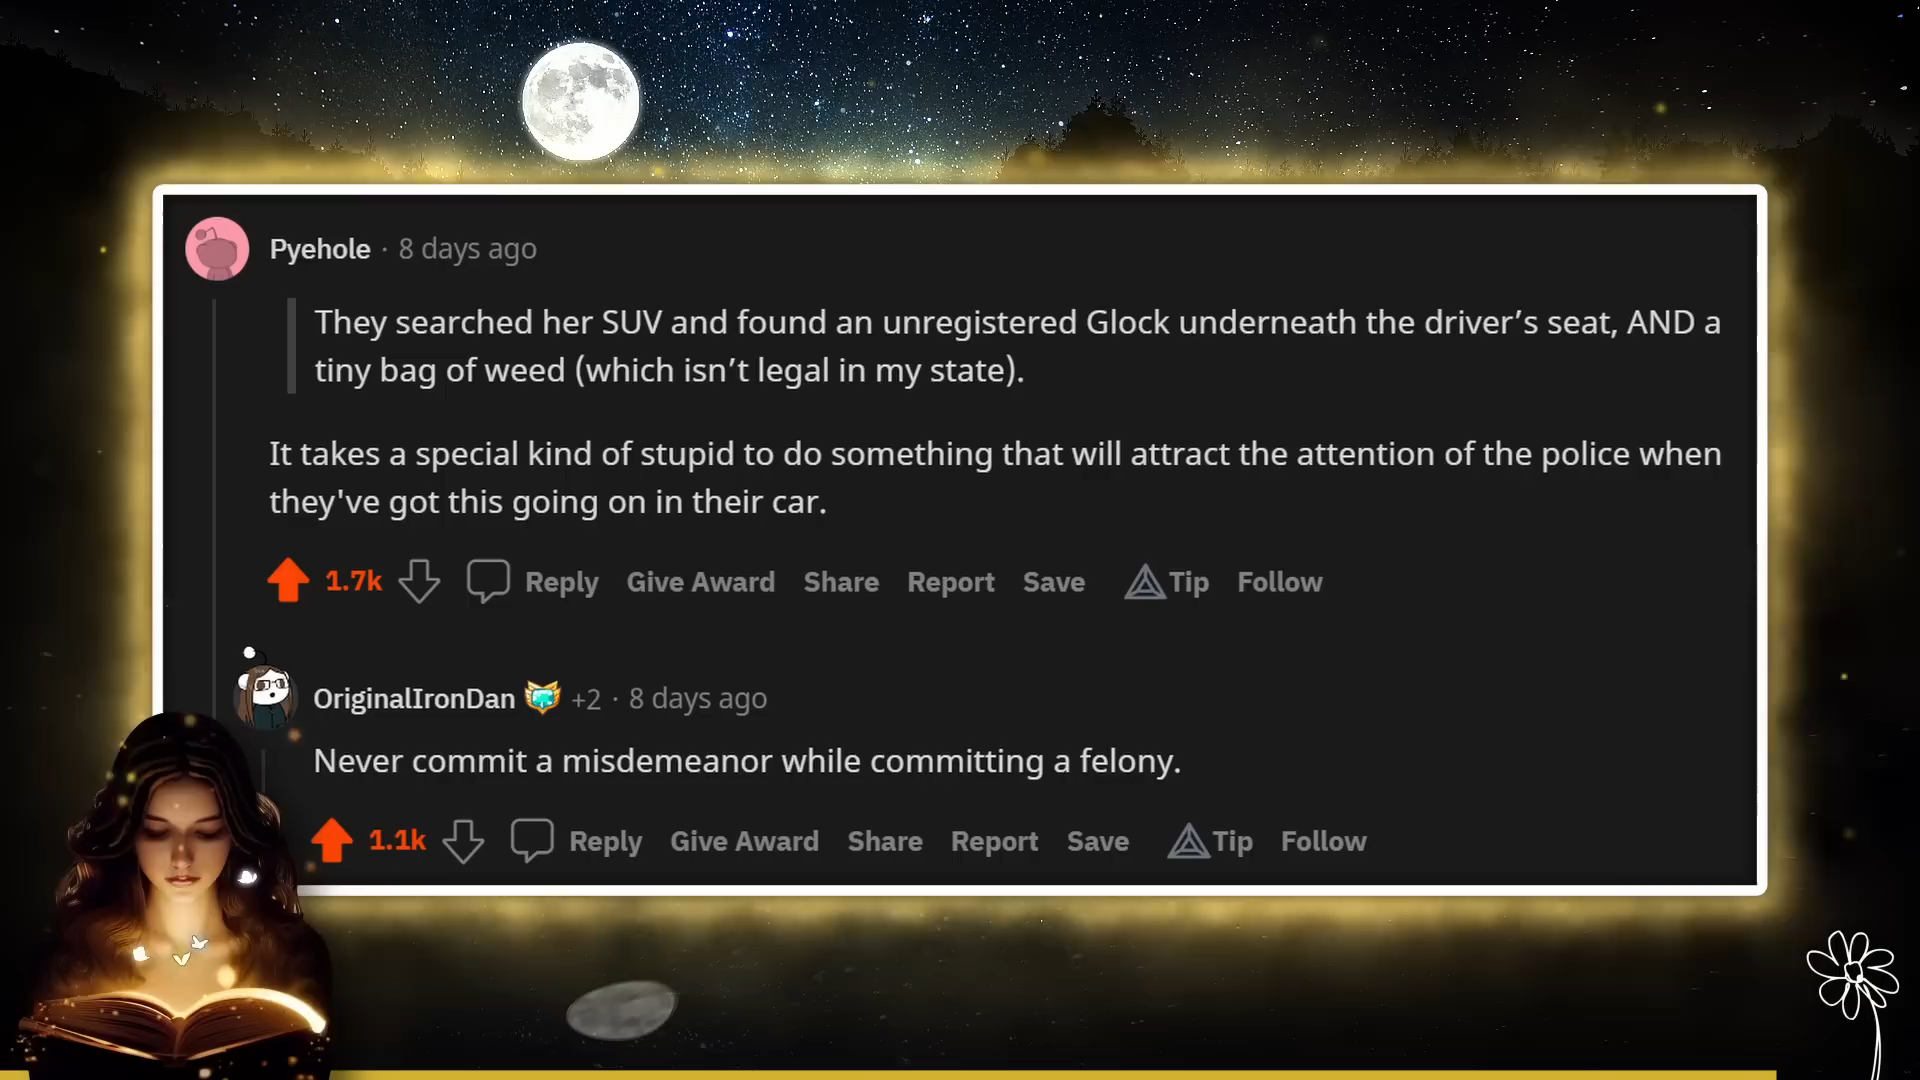 Pyehole · 8 days ago
They searched her SUV and found an unregistered Glock underneath the driver’s seat, AND a
tiny bag of weed (which isn’t legal in my state).
It takes a special kind of stupid to do something that will attract the attention of the police when
they've got this going on in their car.
1.7k Reply Give Award Share Report Save Tip Follow
OriginalIronDan +2 · 8 days ago
Never commit a misdemeanor while committing a felony.
1.1k Reply Give Award Share Report Save Tip Follow